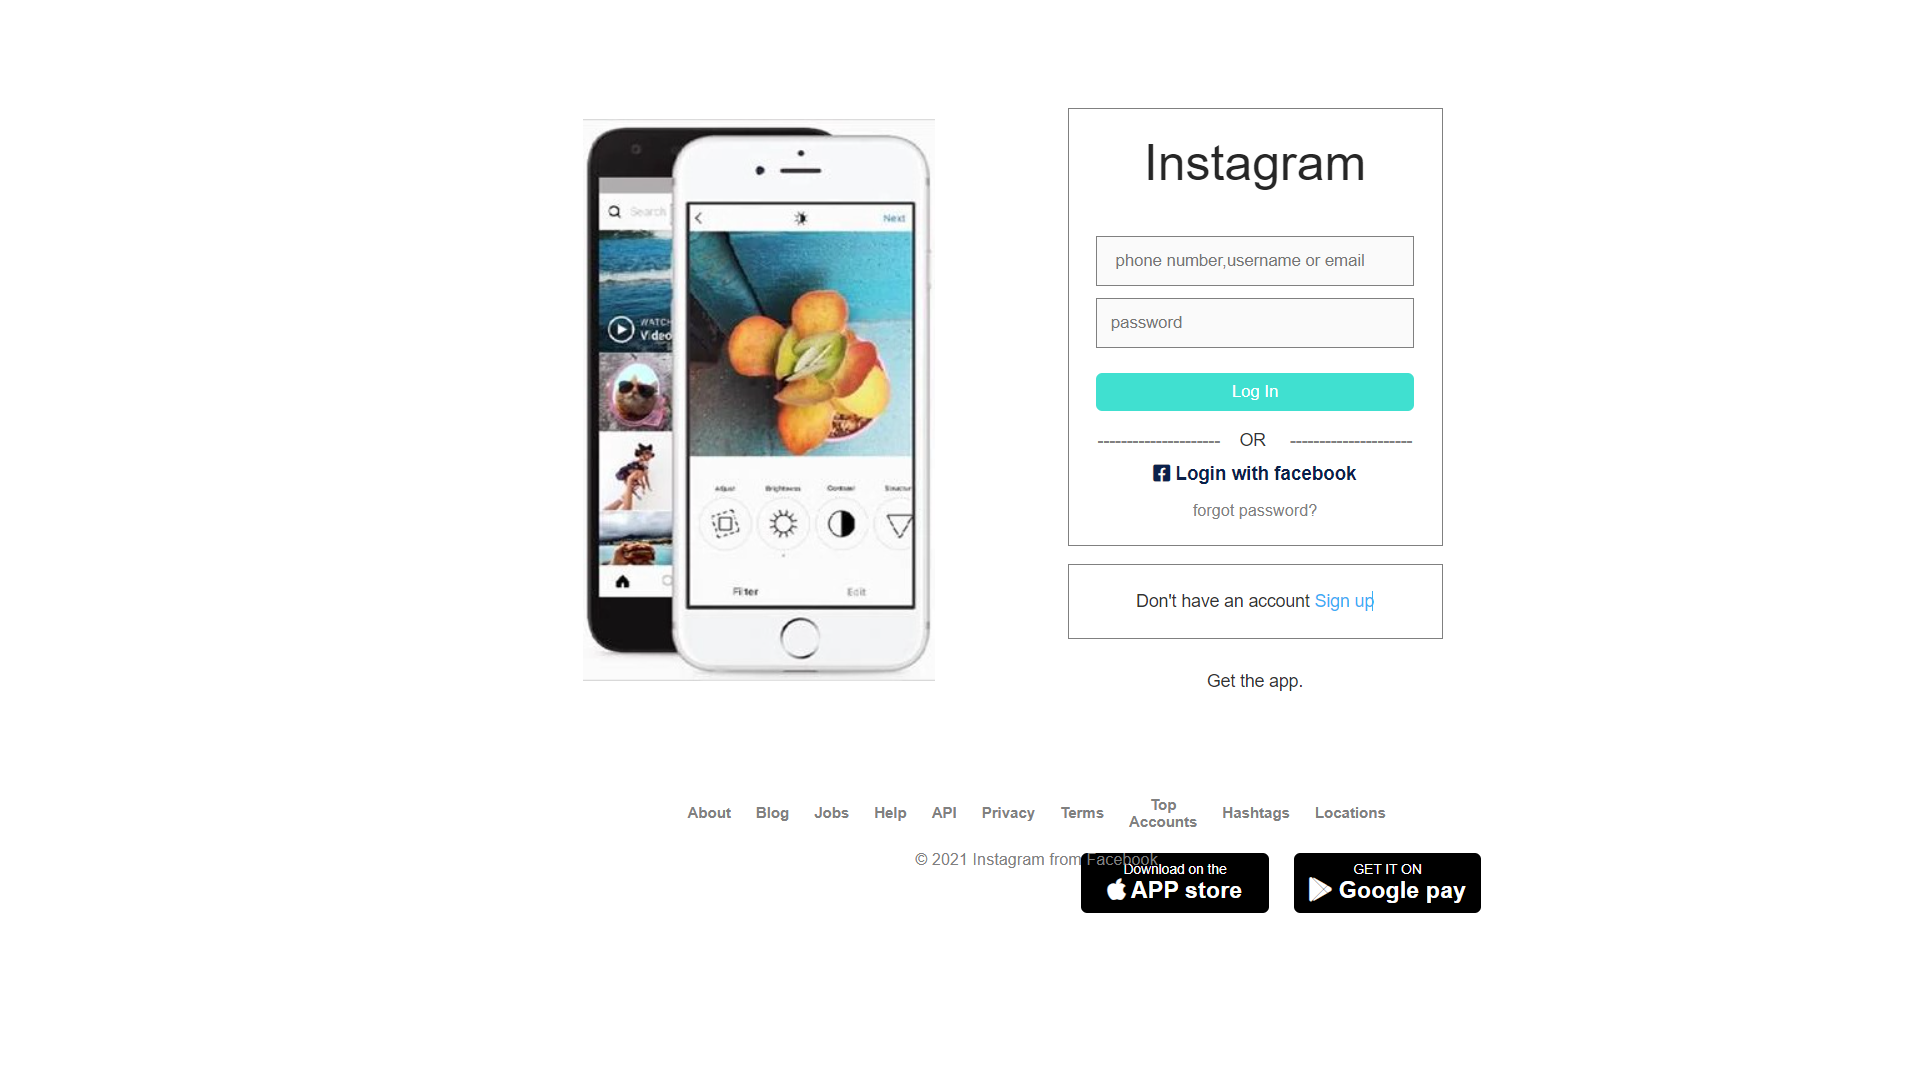 Search
Next
WATCH
Video
Adjust
Brightness
Contrast
Filter
Edit
Instagram
phone number,username or email
password
Log In
--------------------- OR ---------------------
Login with facebook
forgot password?
Don't have an account Sign up
Get the app.
About Blog Jobs Help API Privacy Terms Top Accounts Hashtags Locations
© 2021 Instagram from Facebook
Download on the
APP store
GET IT ON
Google pay